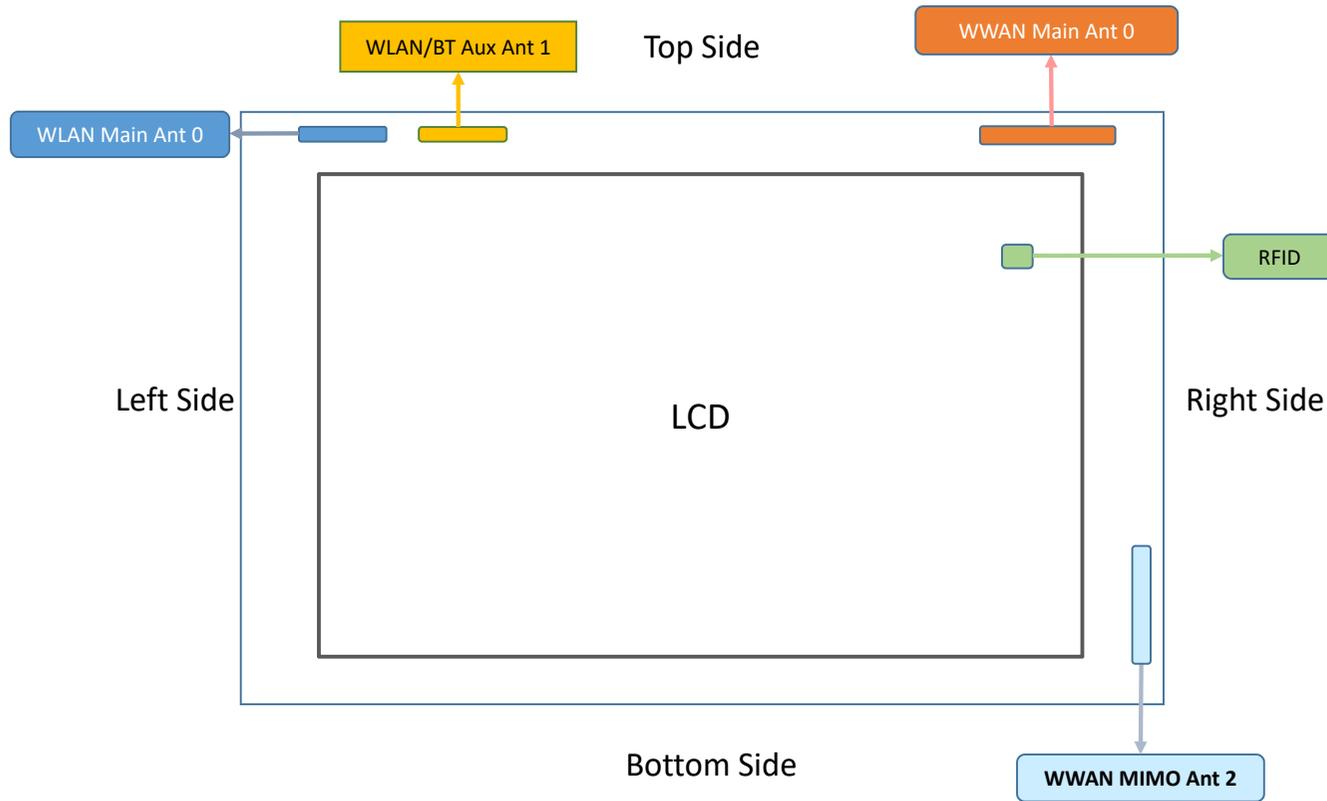 WWAN Main Ant 0
WLAN/BT Aux Ant 1
Top Side
WLAN Main Ant 0
RFID
Left Side
LCD
Right Side
Bottom Side
WWAN MIMO Ant 2